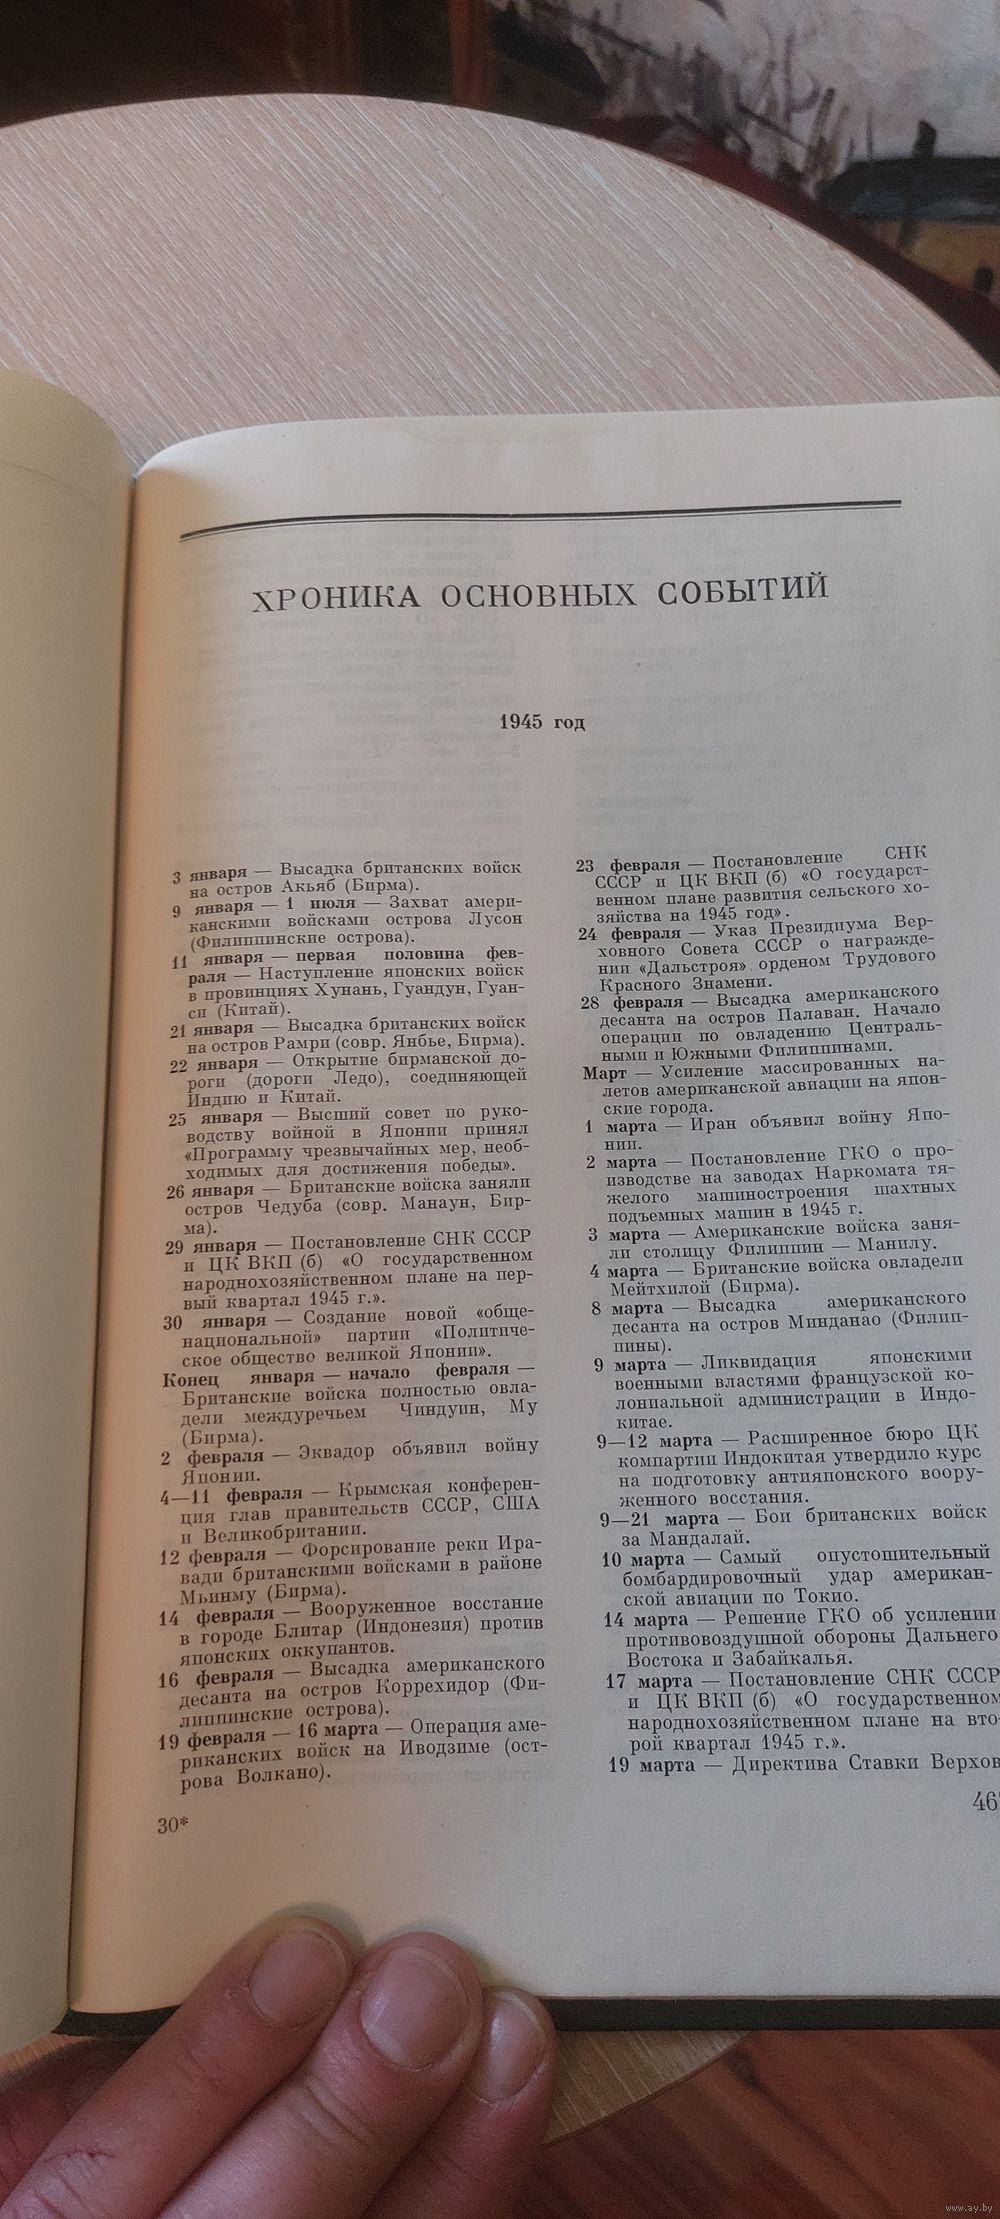 ХРОНИКА ОСНОВНЫХ СОБЫТИЙ
1945 год
3 января — Высадка британских войск
на остров Акьяб (Бирма).
9 января — 1 июля — Захват амери-
канскими войсками острова Лусон
(Филиппинские острова).
11 января — первая половина фев-
раля — Наступление японских войск
в провинциях Хунань, Гуандун, Гуан-
си (Китай).
21 января — Высадка британских войск
на остров Рамри (совр. Янбье, Бирма).
22 января — Открытие бирманской до-
роги (дороги Ледо), соединяющей
Индию и Китай.
25 января — Высший совет по руко-
водству войной в Японии принял
«Программу чрезвычайных мер, необ-
ходимых для достижения победы».
26 января — Британские войска заняли
остров Чедуба (совр. Манаун, Бир-
ма).
29 января — Постановление СНК СССР
и ЦК ВКП (б) «О государственном
народнохозяйственном плане на пер-
вый квартал 1945 г.».
30 января — Создание новой «обще-
национальной» партии «Политиче-
ское общество великой Японии».
Конец января — начало февраля —
Британские войска полностью овла-
дели междуречьем Чиндуин, Му
(Бирма).
2 февраля — Эквадор объявил войну
Японии.
4—11 февраля — Крымская конферен-
ция глав правительств СССР, США
и Великобритании.
12 февраля — Форсирование реки Ира-
вади британскими войсками в районе
Мьинму (Бирма).
14 февраля — Вооруженное восстание
в городе Блитар (Индонезия) против
японских оккупантов.
16 февраля — Высадка американского
десанта на остров Коррехидор (Фи-
липпинские острова).
19 февраля — 16 марта — Операция аме-
риканских войск на Иводзиме (ост-
рова Волкано).
30*
23 февраля — Постановление СНК
СССР и ЦК ВКП (б) «О государст-
венном плане развития сельского хо-
зяйства на 1945 год».
24 февраля — Указ Президиума Вер-
ховного Совета СССР о награжде-
нии «Дальстроя» орденом Трудового
Красного Знамени.
28 февраля — Высадка американского
десанта на остров Палаван. Начало
операции по овладению Централь-
ными и Южными Филиппинами.
Март — Усиление массированных на-
летов американской авиации на япон-
ские города.
1 марта — Иран объявил войну Япо-
нии.
2 марта — Постановление ГКО о про-
изводстве на заводах Наркомата тя-
желого машиностроения шахтных
подъемных машин в 1945 г.
3 марта — Американские войска заня-
ли столицу Филиппин — Манилу.
4 марта — Британские войска овладели
Мейтхилой (Бирма).
8 марта — Высадка американского
десанта на остров Минданао (Филип-
пины).
9 марта — Ликвидация японскими
военными властями французской ко-
лониальной администрации в Индо-
китае.
9—12 марта — Расширенное бюро ЦК
компартии Индокитая утвердило курс
на подготовку антияпонского воору-
женного восстания.
9—21 марта — Бои британских войск
за Мандалай.
10 марта — Самый опустошительный
бомбардировочный удар американ-
ской авиации по Токио.
14 марта — Решение ГКО об усилении
противовоздушной обороны Дальнего
Востока и Забайкалья.
17 марта — Постановление СНК СССР
и ЦК ВКП (б) «О государственном
народнохозяйственном плане на вто-
рой квартал 1945 г.».
19 марта — Директива Ставки Верхов
www.ay.by